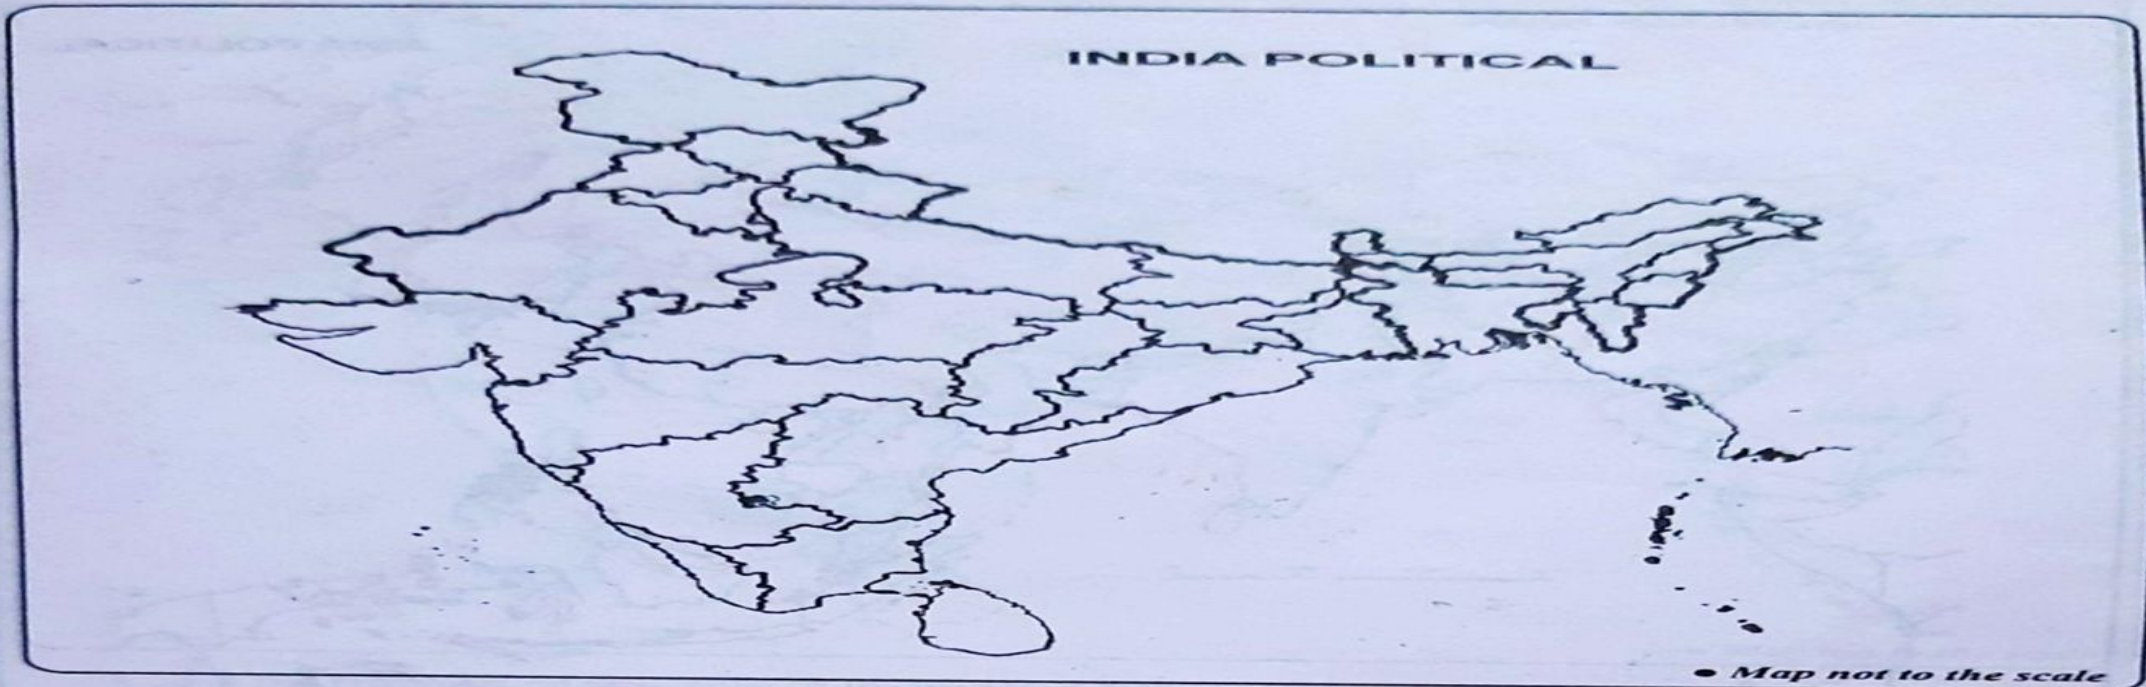 INDIA POLITICAL
● Map not to the scale